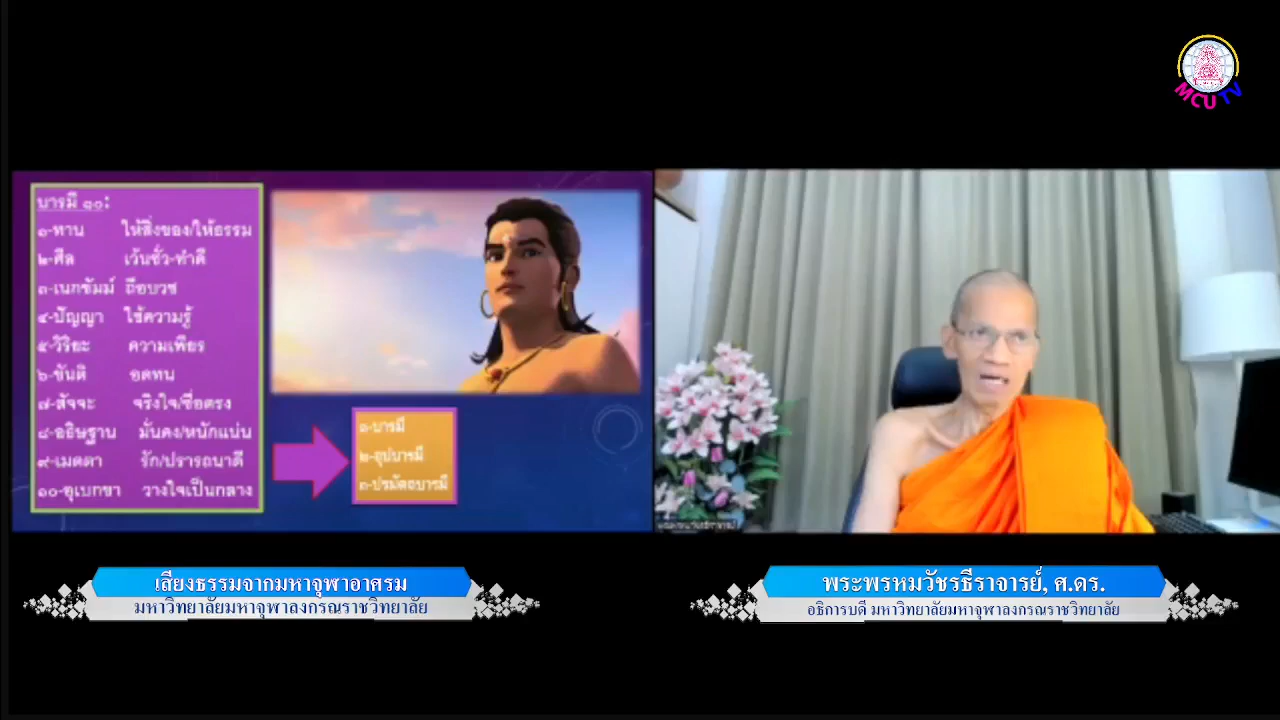 MCU TV
บารมี ๑๐:
๑-ทาน ให้สิ่งของ/ให้ธรรม
๒-ศีล เว้นชั่ว-ทำดี
๓-เนกขัมม์ ถือบวช
๔-ปัญญา ใช้ความรู้
๕-วิริยะ ความเพียร
๖-ขันติ อดทน
๗-สัจจะ จริงใจ/ซื่อตรง
๘-อธิษฐาน มั่นคง/หนักแน่น
๙-เมตตา รัก/ปรารถนาดี
๑๐-อุเบกขา วางใจเป็นกลาง
๑-บารมี
๒-อุปบารมี
๓-ปรมัตถบารมี
เสียงธรรมจากมหาจุฬาอาศรม
มหาวิทยาลัยมหาจุฬาลงกรณราชวิทยาลัย
พระพรหมวัชรธีราจารย์, ศ.ดร.
อธิการบดี มหาวิทยาลัยมหาจุฬาลงกรณราชวิทยาลัย